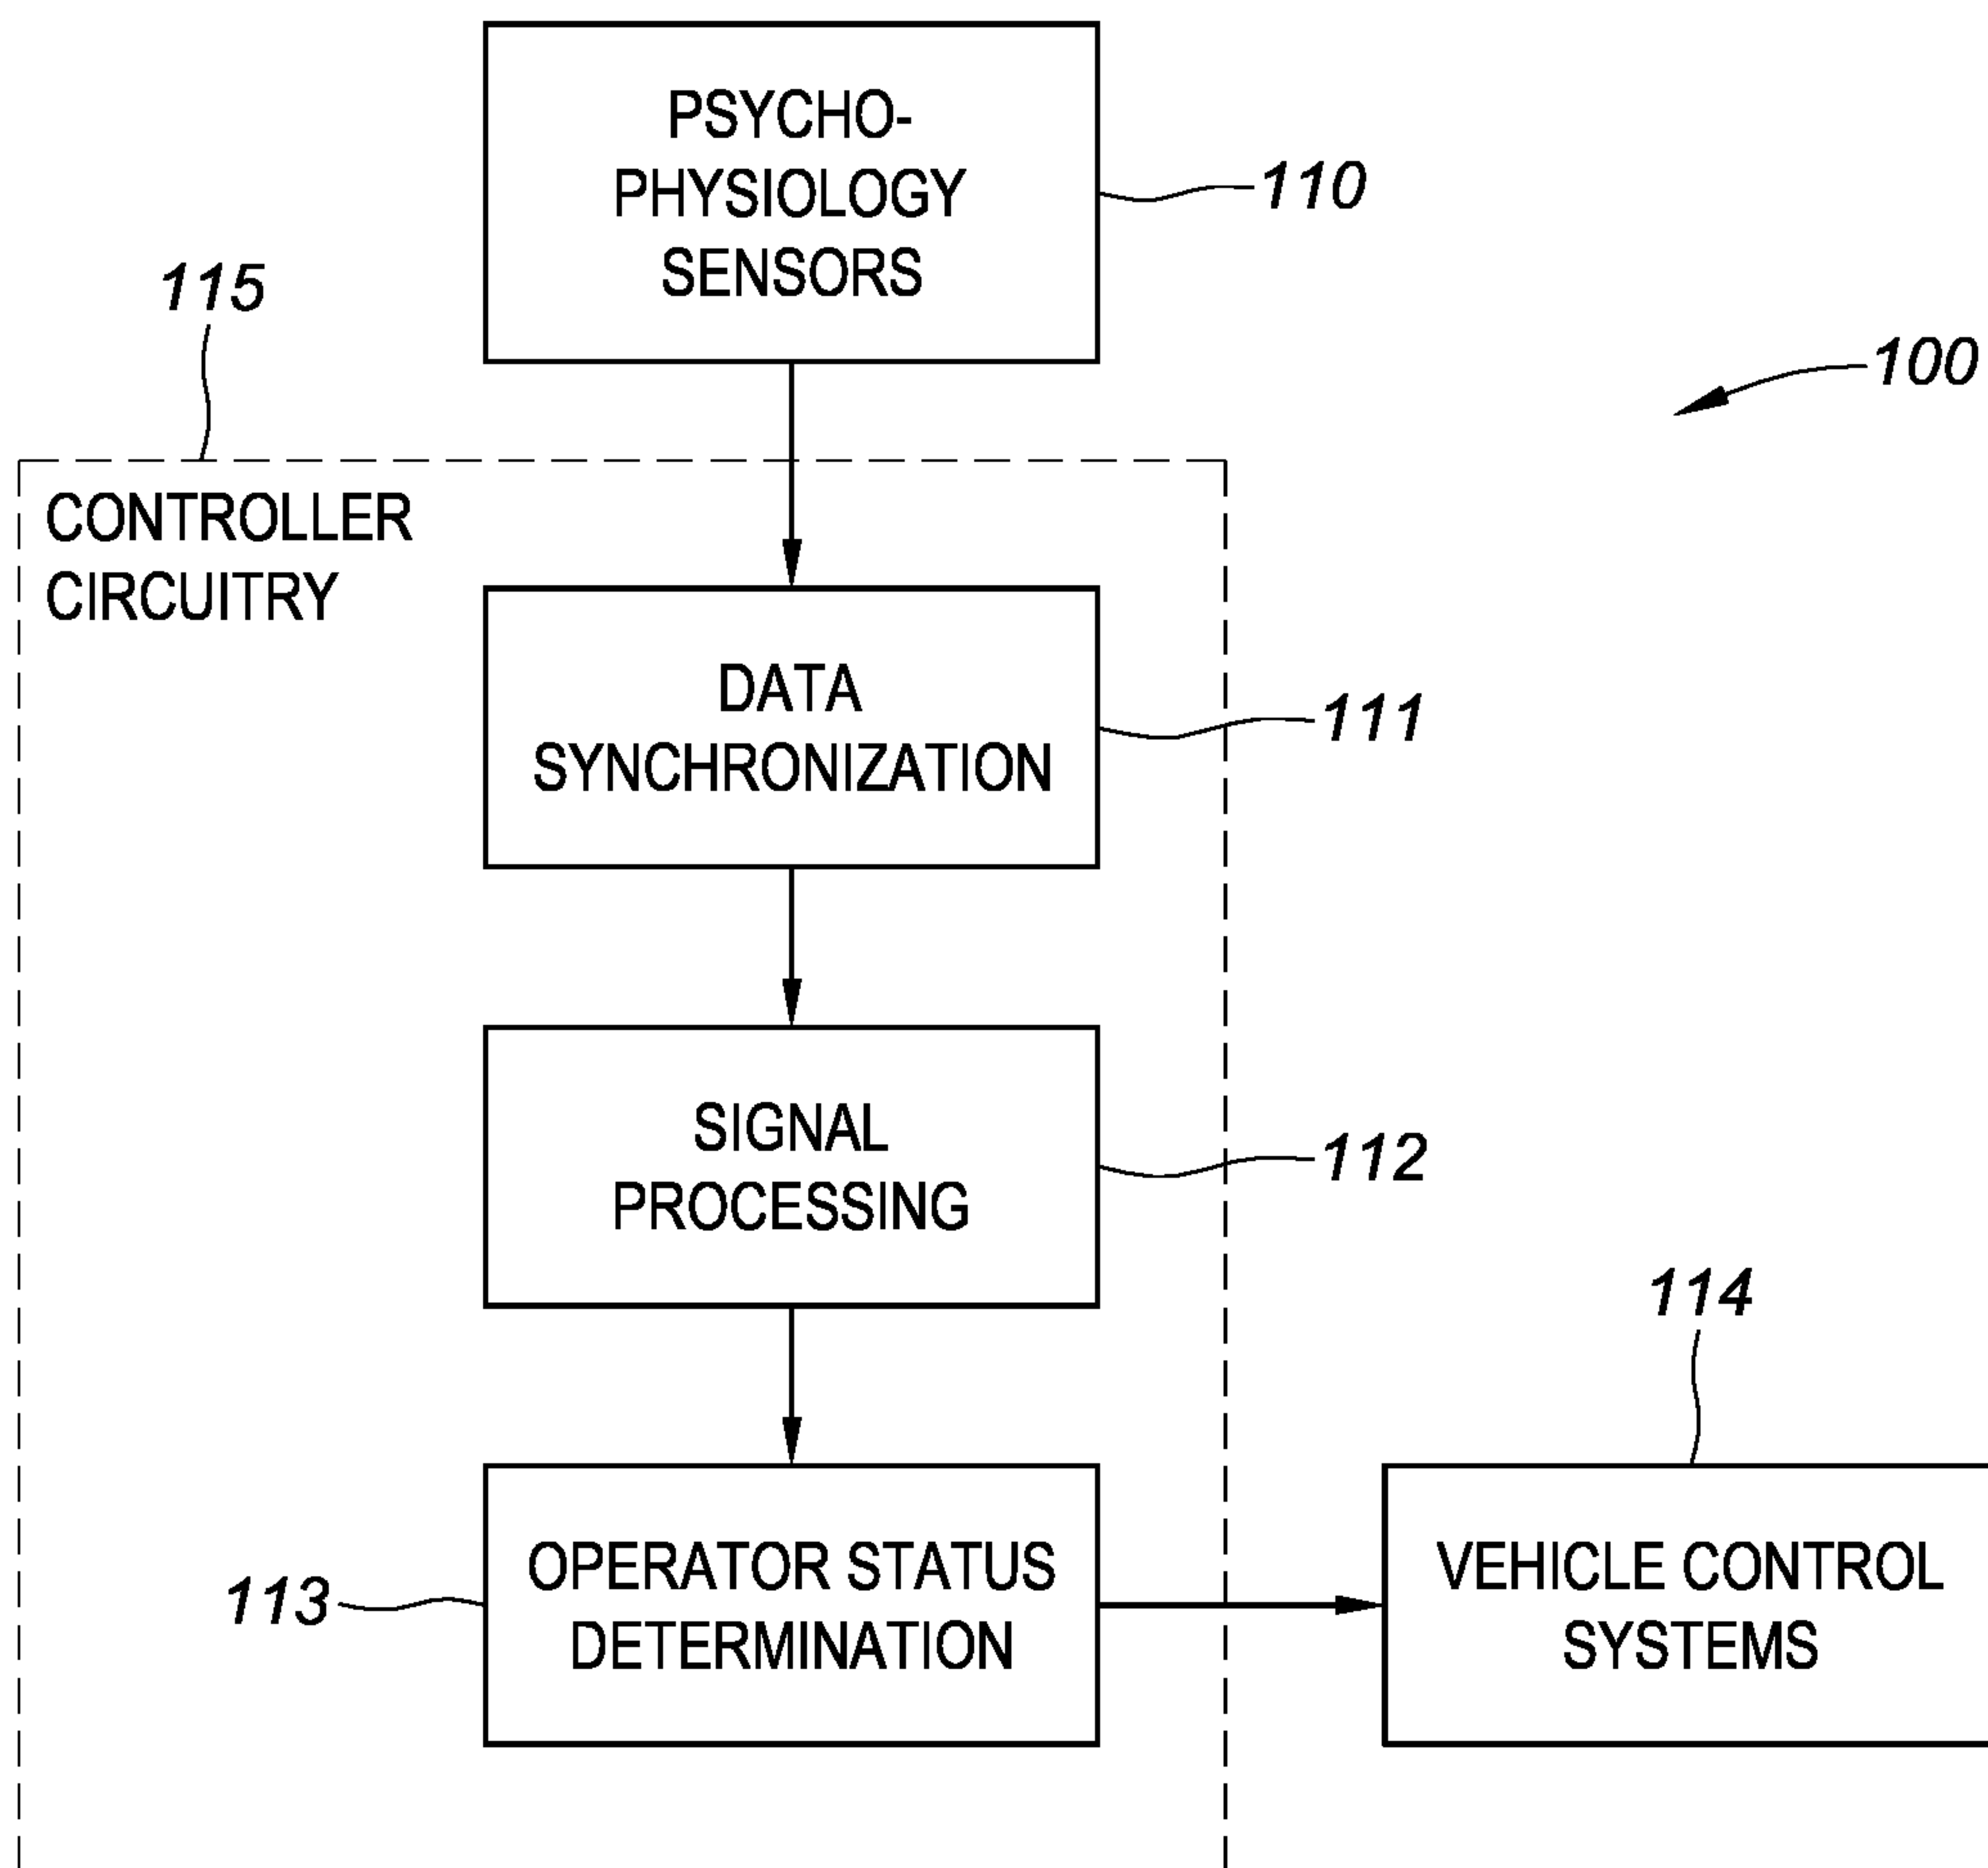 PSYCHO-
PHYSIOLOGY
SENSORS
110
115
100
CONTROLLER
CIRCUITRY
DATA
SYNCHRONIZATION
111
SIGNAL
PROCESSING
112
114
OPERATOR STATUS
DETERMINATION
113
VEHICLE CONTROL
SYSTEMS